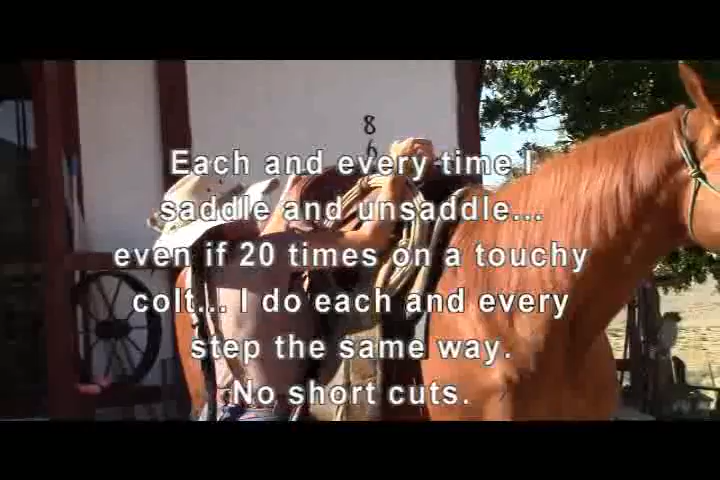 8
6
Each and every time I
saddle and unsaddle...
even if 20 times on a touchy
colt... I do each and every
step the same way.
No short cuts.